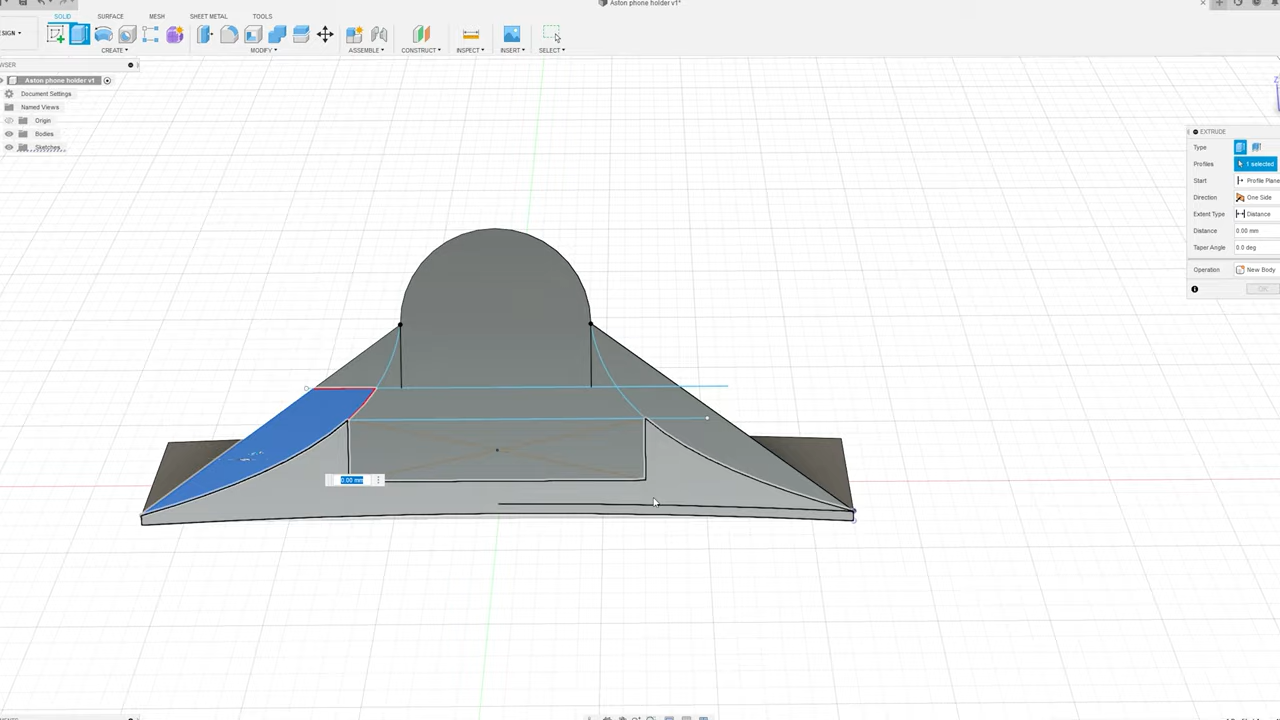 Aston phone holder v1*
SOLID SURFACE MESH SHEET METAL TOOLS
CREATE MODIFY ASSEMBLE CONSTRUCT INSPECT INSERT SELECT
Aston phone holder v1
Document Settings
Named Views
Origin
Bodies
Sketches
EXTRUDE
Type
Profiles 1 selected
Start Profile Plane
Direction One Side
Extent Type Distance
Distance 0.00 mm
Taper Angle 0.0 deg
Operation New Body
OK
0.00 mm